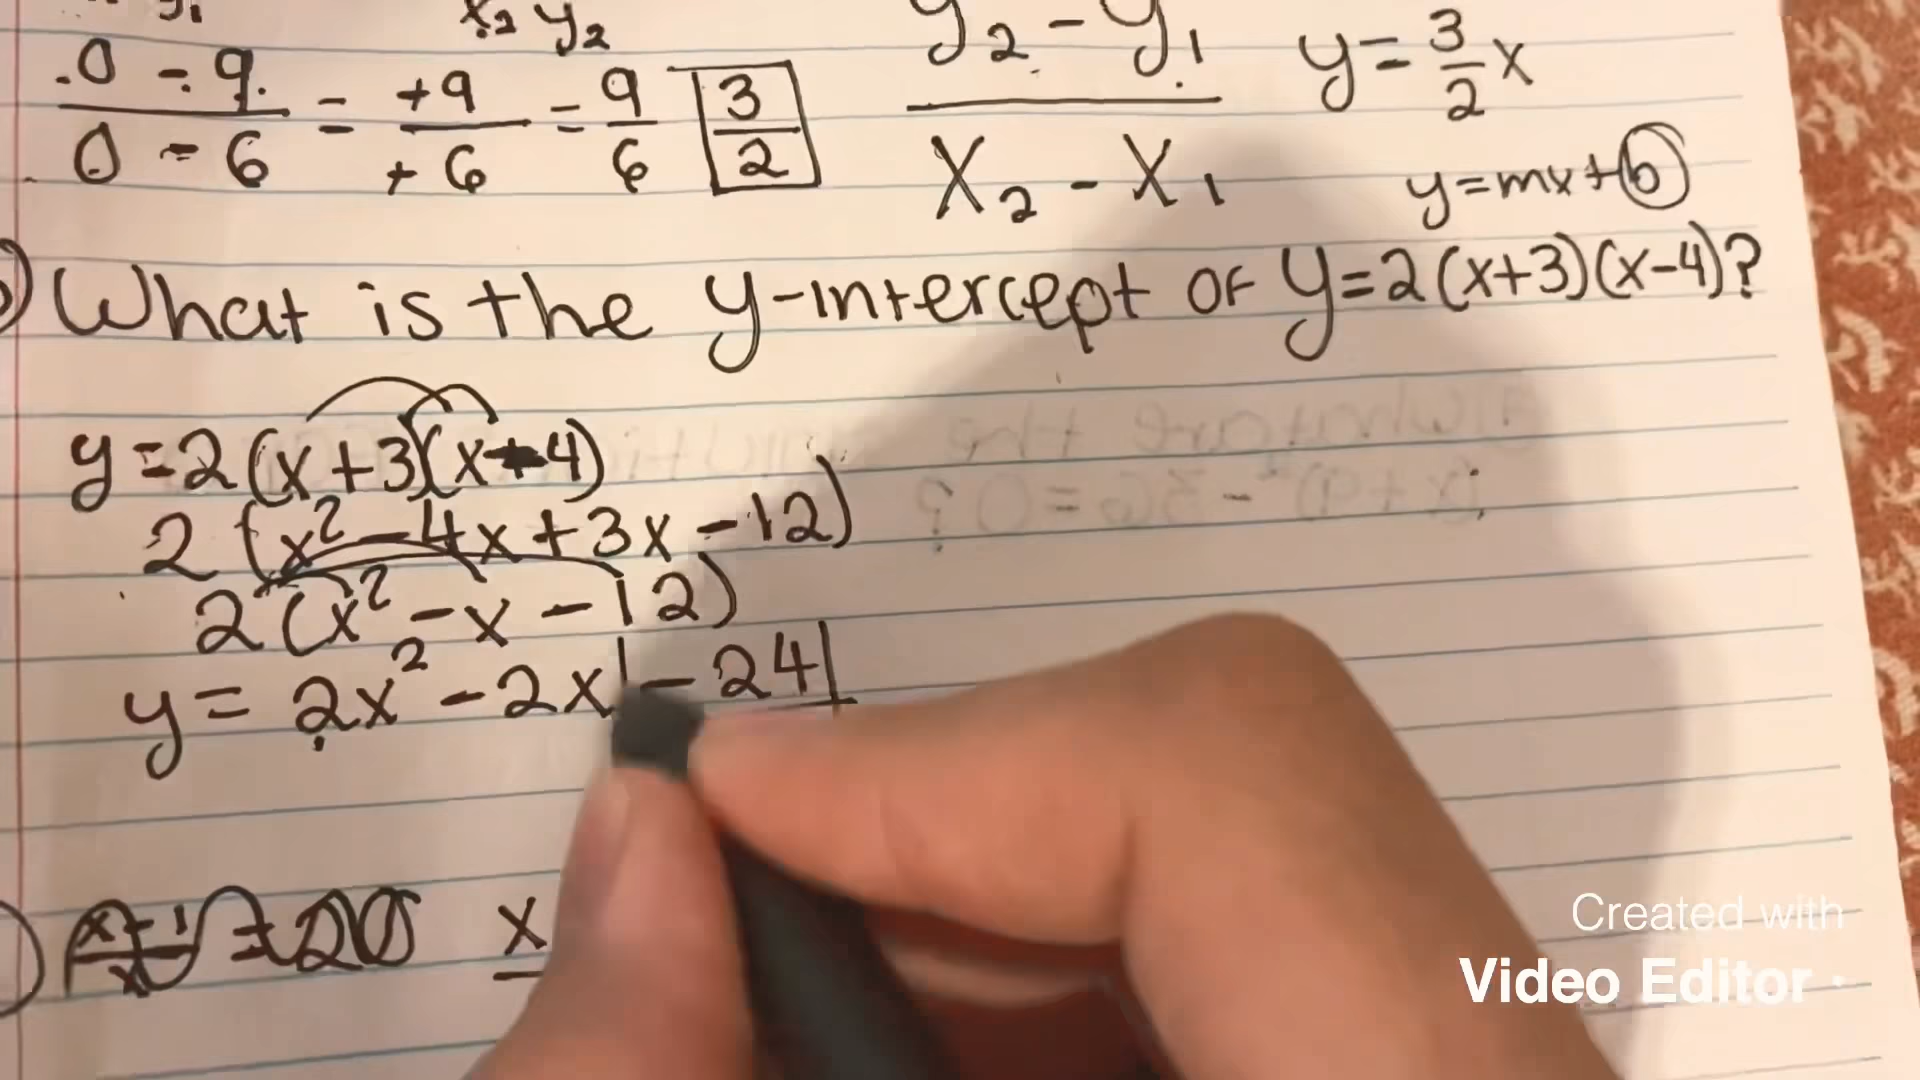 x₂ y₂
0 - 9 / 0 - 6 = +9 / +6 = 9/6 3/2
y₂ - y₁ / x₂ - x₁
y = 3/2 x
y = mx + b
What is the y-intercept of y=2(x+3)(x-4)?
y = 2(x+3)(x-4)
2(x² - 4x + 3x - 12)
2(x² - x - 12)
y = 2x² - 2x - 24
x
Created with
Video Editor